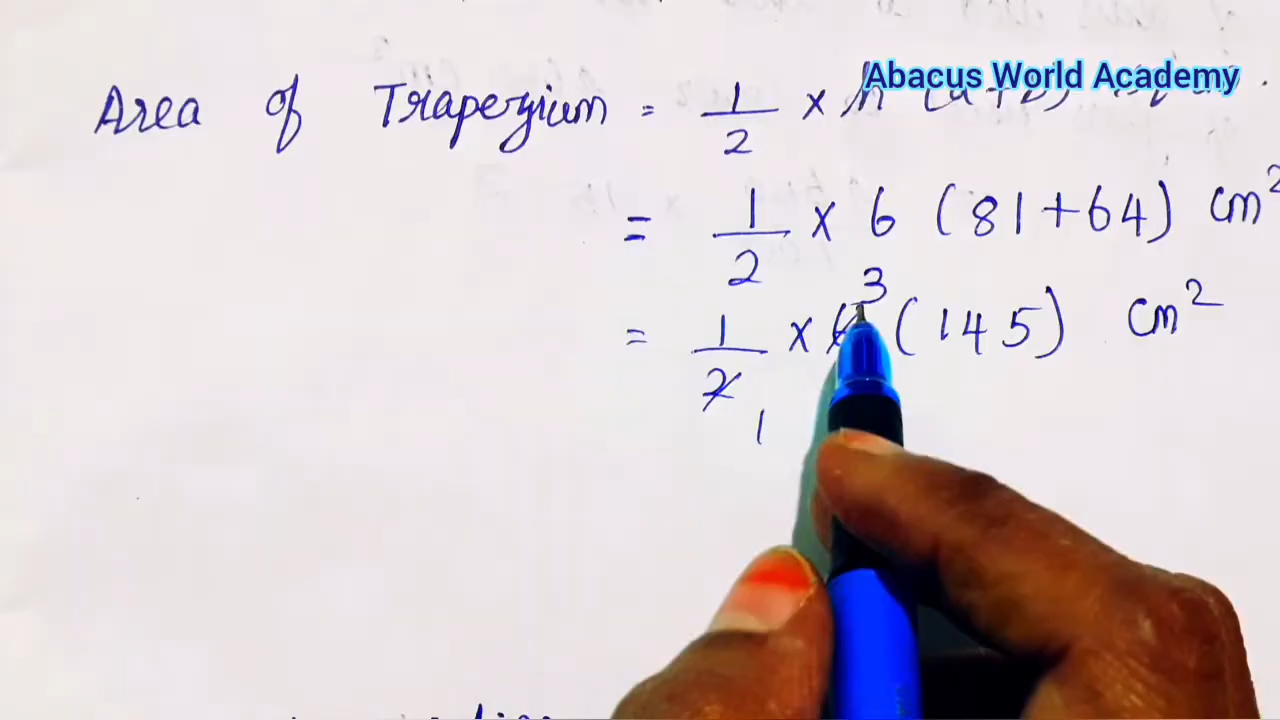 Abacus World Academy
Area of Trapezium = 1/2 × h (a+b)
= 1/2 × 6 (81+64) cm²
= 1/2 × 6 3 (145) cm²
1